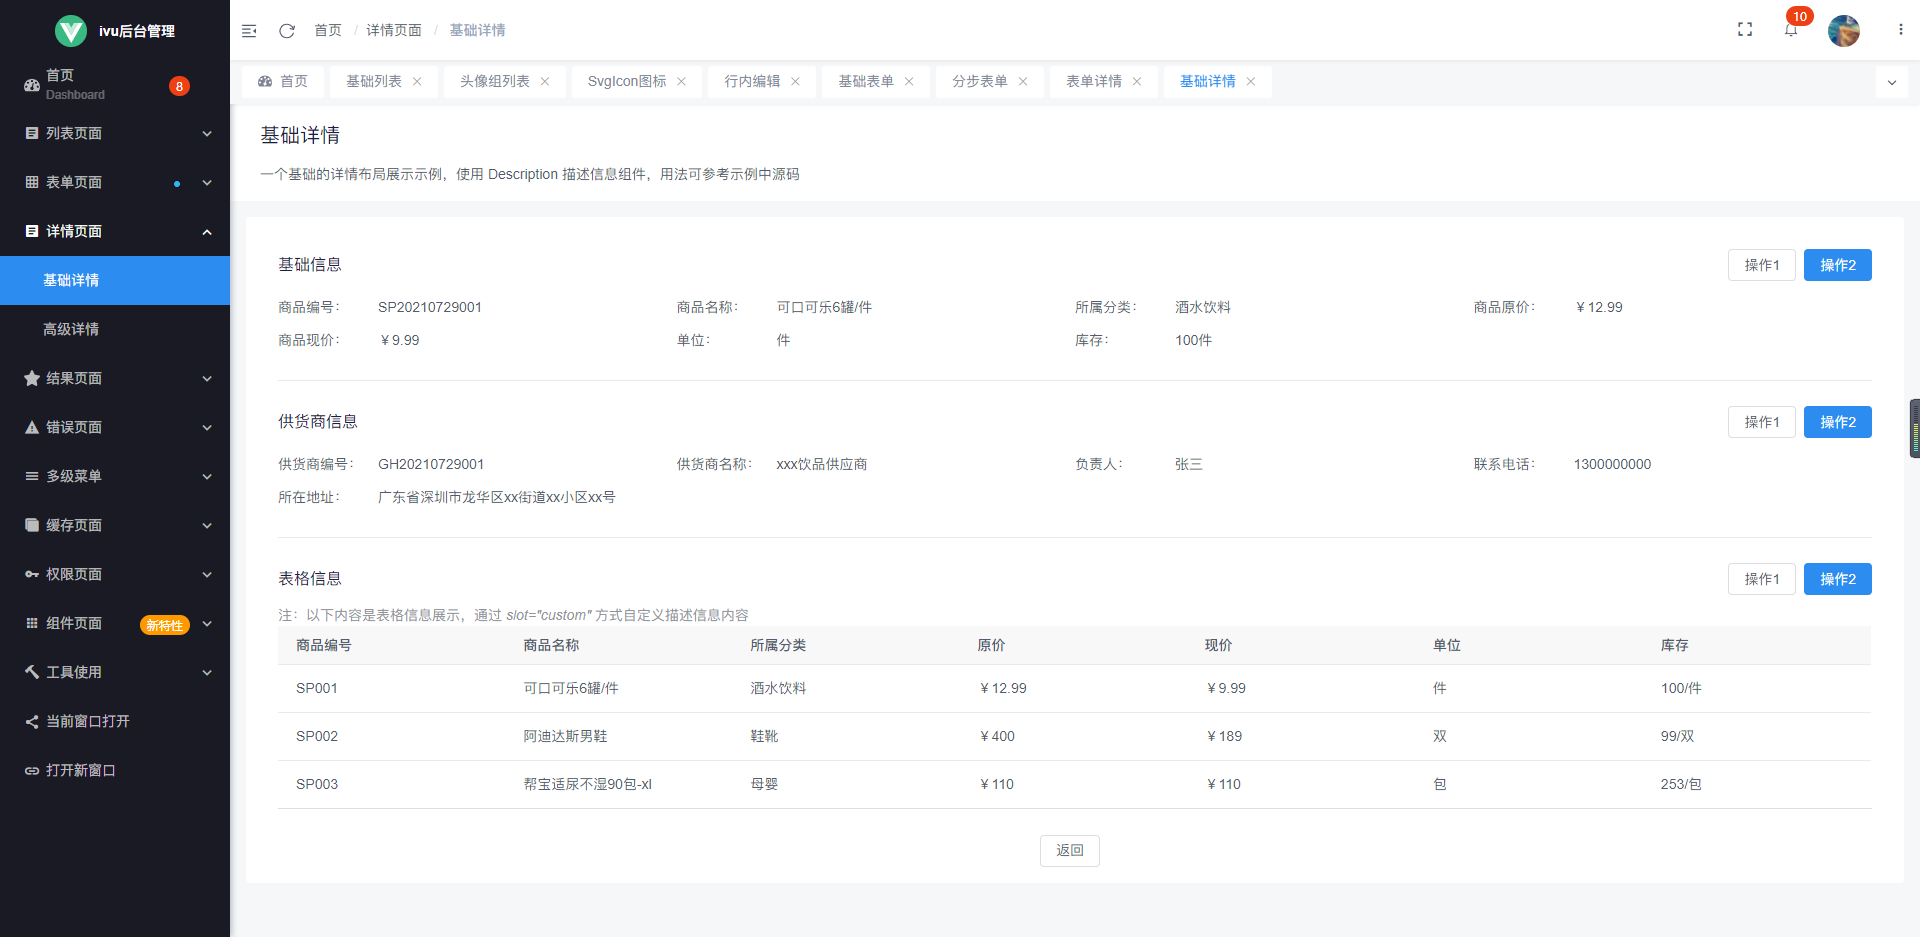 ivu后台管理
首页
Dashboard
8
列表页面
表单页面
详情页面
基础详情
高级详情
结果页面
错误页面
多级菜单
缓存页面
权限页面
组件页面 新特性
工具使用
当前窗口打开
打开新窗口
首页 / 详情页面 / 基础详情
10
首页 基础列表 头像组列表 SvgIcon图标 行内编辑 基础表单 分步表单 表单详情 基础详情
基础详情
一个基础的详情布局展示示例，使用 Description 描述信息组件，用法可参考示例中源码
基础信息 操作1 操作2
商品编号： SP20210729001 商品名称： 可口可乐6罐/件 所属分类： 酒水饮料 商品原价： ￥12.99
商品现价： ￥9.99 单位： 件 库存： 100件
供货商信息 操作1 操作2
供货商编号： GH20210729001 供货商名称： xxx饮品供应商 负责人： 张三 联系电话： 1300000000
所在地址： 广东省深圳市龙华区xx街道xx小区xx号
表格信息 操作1 操作2
注：以下内容是表格信息展示，通过 slot="custom" 方式自定义描述信息内容
商品编号 商品名称 所属分类 原价 现价 单位 库存
SP001 可口可乐6罐/件 酒水饮料 ￥12.99 ￥9.99 件 100/件
SP002 阿迪达斯男鞋 鞋靴 ￥400 ￥189 双 99/双
SP003 帮宝适尿不湿90包-xl 母婴 ￥110 ￥110 包 253/包
返回